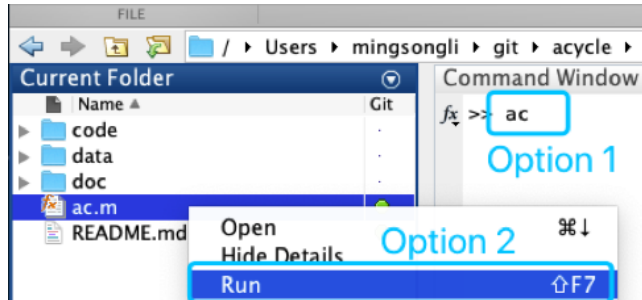 FILE
/ ▸ Users ▸ mingsongli ▸ git ▸ acycle ▸
Current Folder
Command Window
Name ▲ Git
fx >> ac
code
data
Option 1
doc
ac.m
README.md
Open ⌘↓
Option 2
Hide Details
Run ⇧F7